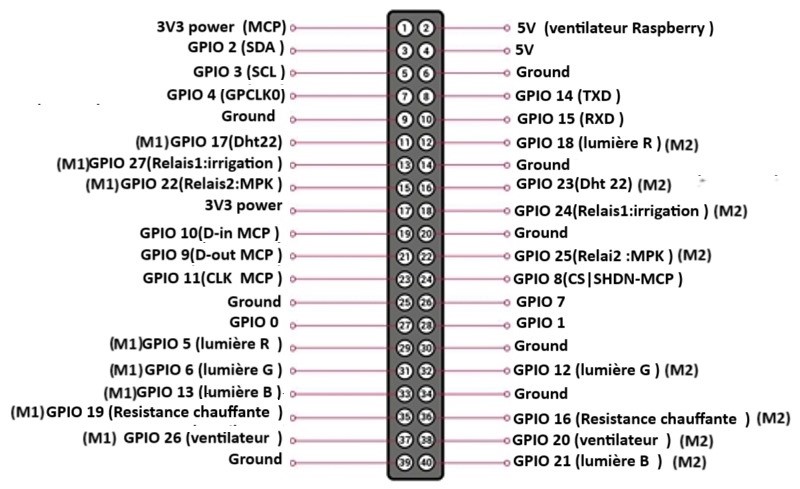 3V3 power (MCP) 1 2 5V (ventilateur Raspberry )
GPIO 2 (SDA ) 3 4 5V
GPIO 3 (SCL ) 5 6 Ground
GPIO 4 (GPCLK0) 7 8 GPIO 14 (TXD )
Ground 9 10 GPIO 15 (RXD )
(M1)GPIO 17(Dht22) 11 12 GPIO 18 (lumière R ) (M2)
(M1)GPIO 27(Relais1:irrigation ) 13 14 Ground
(M1)GPIO 22(Relais2:MPK ) 15 16 GPIO 23(Dht 22) (M2)
3V3 power 17 18 GPIO 24(Relais1:irrigation ) (M2)
GPIO 10(D-in MCP ) 19 20 Ground
GPIO 9(D-out MCP ) 21 22 GPIO 25(Relai2 :MPK ) (M2)
GPIO 11(CLK MCP ) 23 24 GPIO 8(CS|SHDN-MCP )
Ground 25 26 GPIO 7
GPIO 0 27 28 GPIO 1
(M1)GPIO 5 (lumière R ) 29 30 Ground
(M1)GPIO 6 (lumière G ) 31 32 GPIO 12 (lumière G ) (M2)
(M1)GPIO 13 (lumière B ) 33 34 Ground
(M1)GPIO 19 (Resistance chauffante ) 35 36 GPIO 16 (Resistance chauffante ) (M2)
(M1) GPIO 26 (ventilateur ) 37 38 GPIO 20 (ventilateur ) (M2)
Ground 39 40 GPIO 21 (lumière B ) (M2)